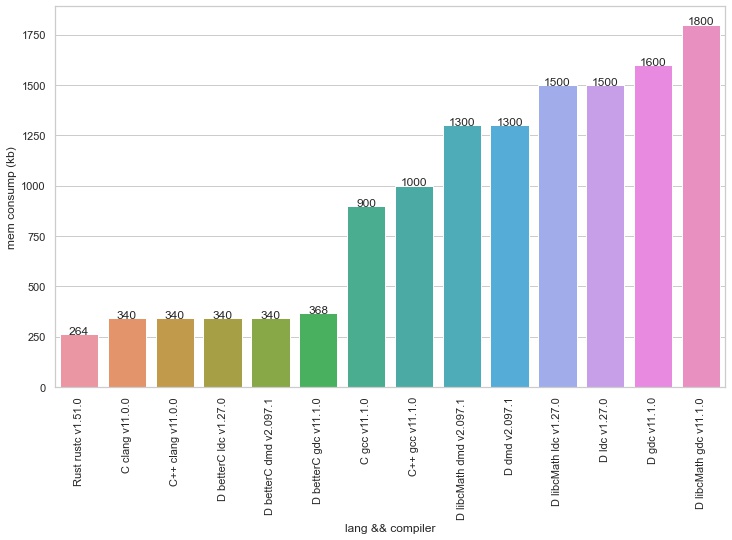 1800
1750
1600
1500
1500
1500
1300
1300
1250
1000
1000
900
mem consump (kb)
750
500
368
340
340
340
340
264
250
0
Rust rustc v1.51.0
C clang v11.0.0
C++ clang v11.0.0
D betterC ldc v1.27.0
D betterC dmd v2.097.1
D betterC gdc v11.1.0
C gcc v11.1.0
C++ gcc v11.1.0
D libcMath dmd v2.097.1
D dmd v2.097.1
D libcMath ldc v1.27.0
D ldc v1.27.0
D gdc v11.1.0
D libcMath gdc v11.1.0
lang && compiler